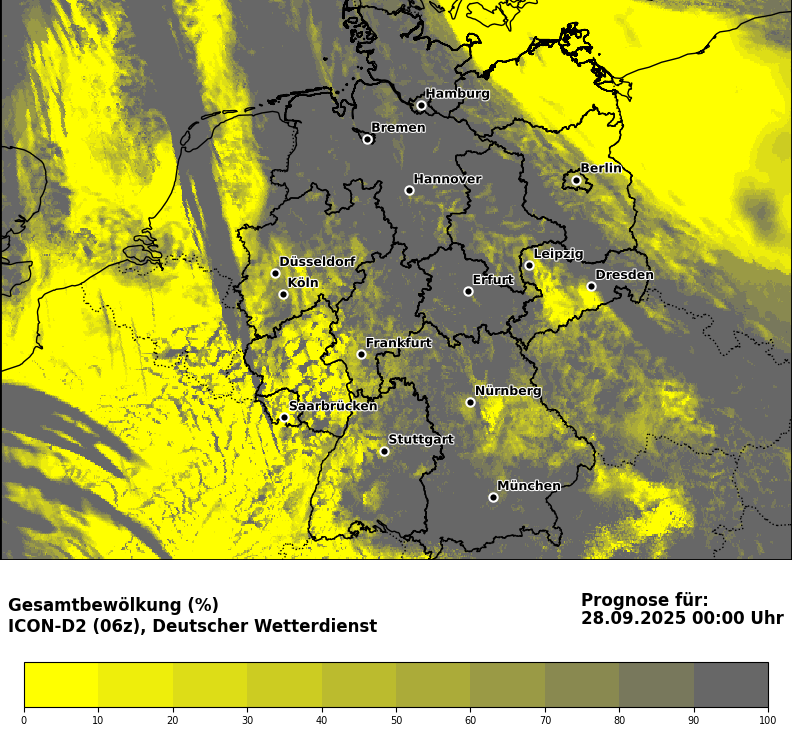 Hamburg
Bremen
Berlin
Hannover
Leipzig
Düsseldorf
Dresden
Köln
Erfurt
Frankfurt
Nürnberg
Saarbrücken
Stuttgart
München
Gesamtbewölkung (%)
ICON-D2 (06z), Deutscher Wetterdienst
Prognose für:
28.09.2025 00:00 Uhr
0 10 20 30 40 50 60 70 80 90 100